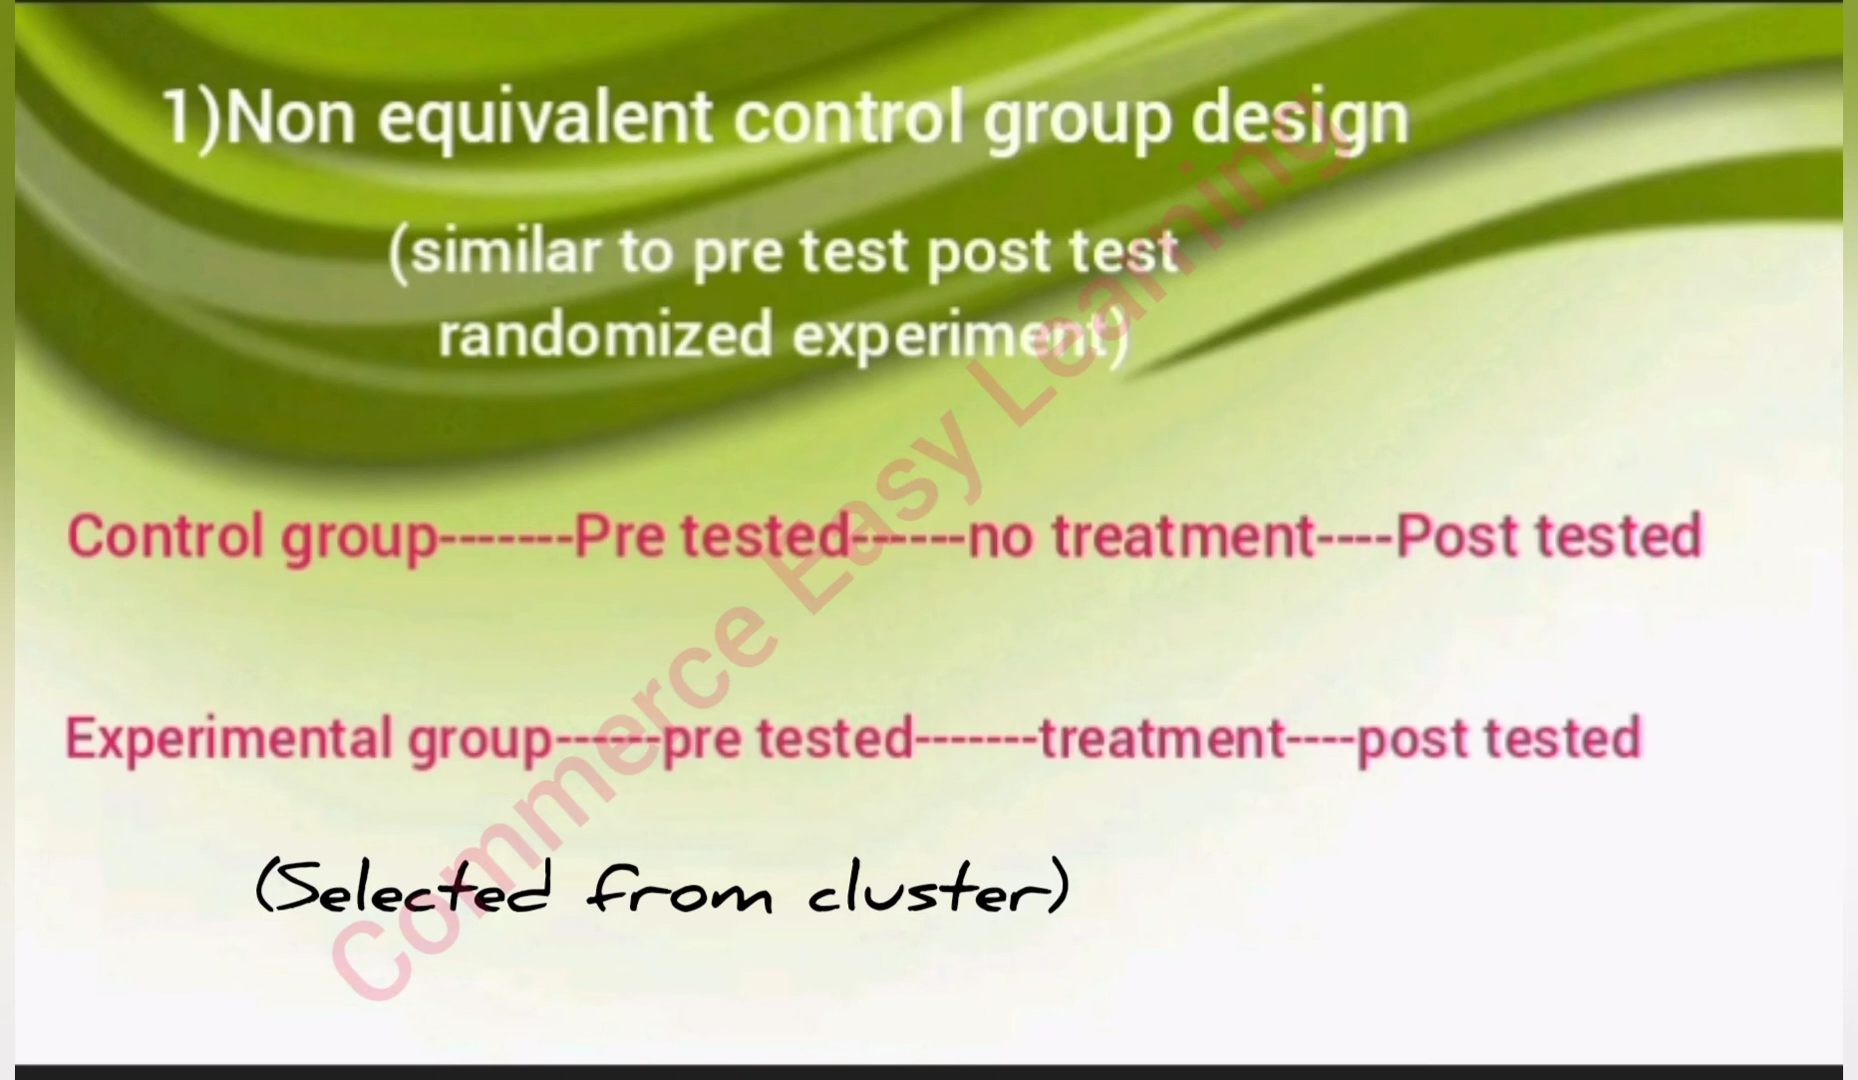 1)Non equivalent control group design
(similar to pre test post test
randomized experiment)
Control group-------Pre tested------no treatment----Post tested
Experimental group------pre tested-------treatment----post tested
(Selected from cluster)
Commerce Easy Learning